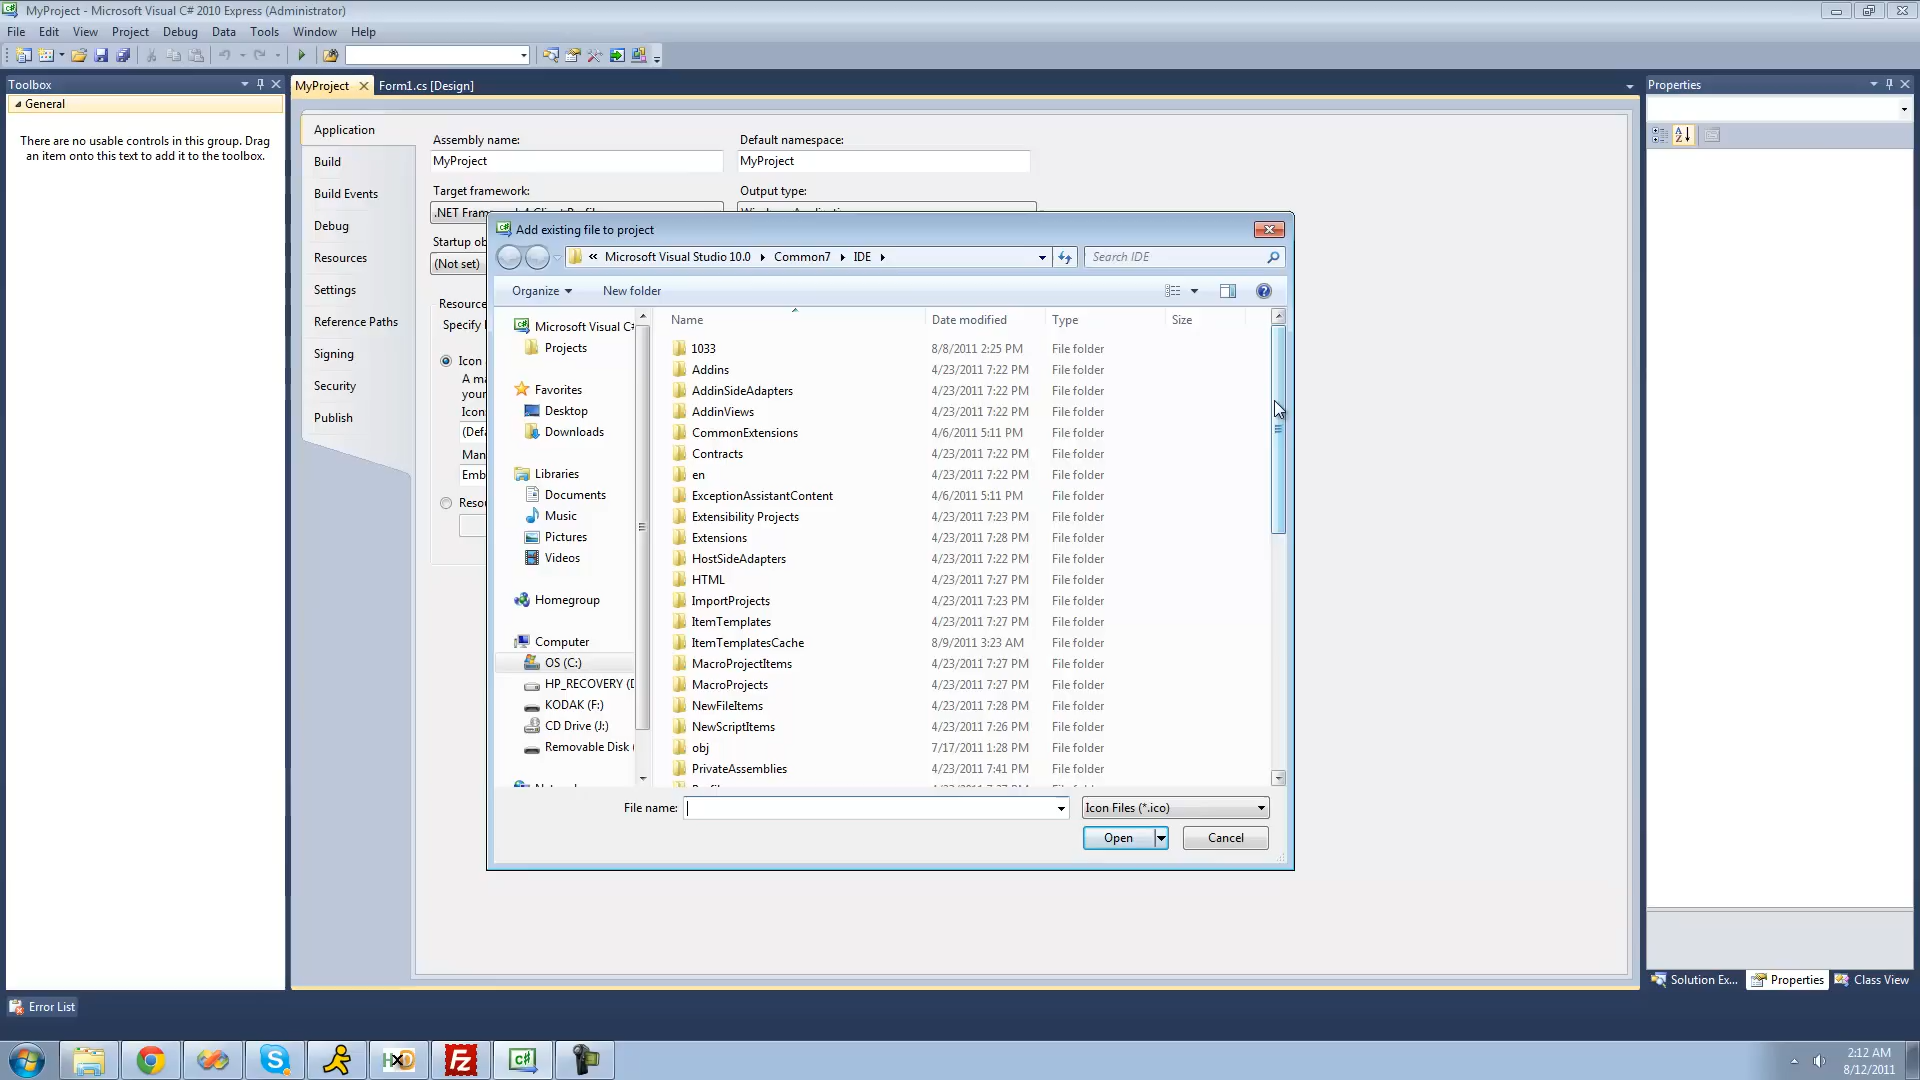 MyProject - Microsoft Visual C# 2010 Express (Administrator)
File Edit View Project Debug Data Tools Window Help
Toolbox
General
There are no usable controls in this group. Drag
an item onto this text to add it to the toolbox.
MyProject
Form1.cs [Design]
Application
Build
Build Events
Debug
Resources
Settings
Reference Paths
Signing
Security
Publish
Assembly name:
MyProject
Default namespace:
MyProject
Target framework:
Output type:
.NET
Startup
(Not set)
Specify
Icon
Icon:
Add existing file to project
« Microsoft Visual Studio 10.0 Common7 IDE
Search IDE
Organize
New folder
Microsoft Visual C#
Projects
Favorites
Desktop
Downloads
Libraries
Documents
Music
Pictures
Videos
Homegroup
Computer
OS (C:)
HP_RECOVERY (D
KODAK (F:)
CD Drive (J:)
Removable Disk
Name Date modified Type Size
1033 8/8/2011 2:25 PM File folder
Addins 4/23/2011 7:22 PM File folder
AddinSideAdapters 4/23/2011 7:22 PM File folder
AddinViews 4/23/2011 7:22 PM File folder
CommonExtensions 4/6/2011 5:11 PM File folder
Contracts 4/23/2011 7:22 PM File folder
en 4/23/2011 7:22 PM File folder
ExceptionAssistantContent 4/6/2011 5:11 PM File folder
Extensibility Projects 4/23/2011 7:23 PM File folder
Extensions 4/23/2011 7:28 PM File folder
HostSideAdapters 4/23/2011 7:22 PM File folder
HTML 4/23/2011 7:27 PM File folder
ImportProjects 4/23/2011 7:23 PM File folder
ItemTemplates 4/23/2011 7:27 PM File folder
ItemTemplatesCache 8/9/2011 3:23 AM File folder
MacroProjectItems 4/23/2011 7:27 PM File folder
MacroProjects 4/23/2011 7:27 PM File folder
NewFileItems 4/23/2011 7:28 PM File folder
NewScriptItems 4/23/2011 7:26 PM File folder
obj 7/17/2011 1:28 PM File folder
PrivateAssemblies 4/23/2011 7:41 PM File folder
File name:
Icon Files (*.ico)
Open
Cancel
Properties
Solution Ex...
Properties
Class View
Error List
2:12 AM
8/12/2011